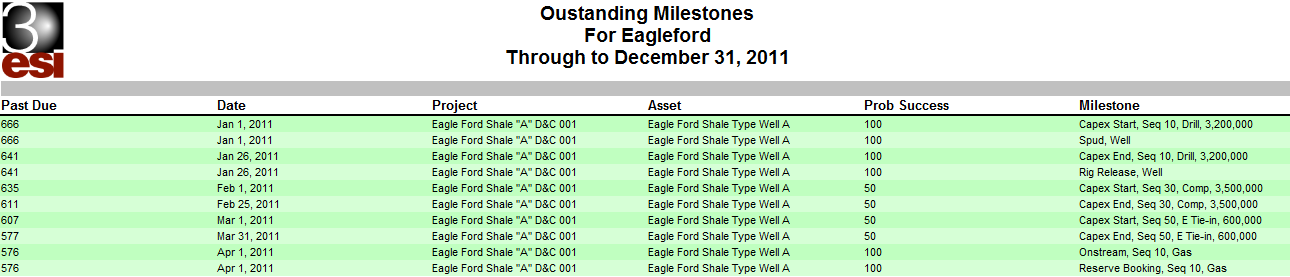 3
esi
Oustanding Milestones
For Eagleford
Through to December 31, 2011
Past Due Date Project Asset Prob Success Milestone
666 Jan 1, 2011 Eagle Ford Shale "A" D&C 001 Eagle Ford Shale Type Well A 100 Capex Start, Seq 10, Drill, 3,200,000
666 Jan 1, 2011 Eagle Ford Shale "A" D&C 001 Eagle Ford Shale Type Well A 100 Spud, Well
641 Jan 26, 2011 Eagle Ford Shale "A" D&C 001 Eagle Ford Shale Type Well A 100 Capex End, Seq 10, Drill, 3,200,000
641 Jan 26, 2011 Eagle Ford Shale "A" D&C 001 Eagle Ford Shale Type Well A 100 Rig Release, Well
635 Feb 1, 2011 Eagle Ford Shale "A" D&C 001 Eagle Ford Shale Type Well A 50 Capex Start, Seq 30, Comp, 3,500,000
611 Feb 25, 2011 Eagle Ford Shale "A" D&C 001 Eagle Ford Shale Type Well A 50 Capex End, Seq 30, Comp, 3,500,000
607 Mar 1, 2011 Eagle Ford Shale "A" D&C 001 Eagle Ford Shale Type Well A 50 Capex Start, Seq 50, E Tie-in, 600,000
577 Mar 31, 2011 Eagle Ford Shale "A" D&C 001 Eagle Ford Shale Type Well A 50 Capex End, Seq 50, E Tie-in, 600,000
576 Apr 1, 2011 Eagle Ford Shale "A" D&C 001 Eagle Ford Shale Type Well A 100 Onstream, Seq 10, Gas
576 Apr 1, 2011 Eagle Ford Shale "A" D&C 001 Eagle Ford Shale Type Well A 100 Reserve Booking, Seq 10, Gas